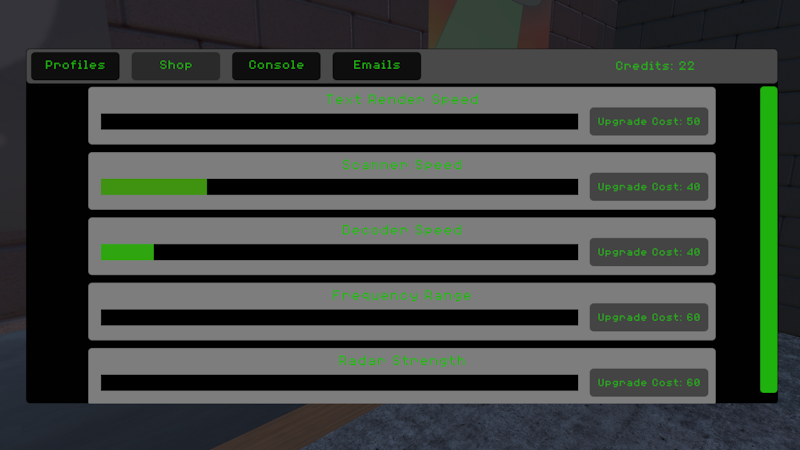 Profiles
Shop
Console
Emails
Credits: 22
Text Render Speed
Upgrade Cost: 50
Scanner Speed
Upgrade Cost: 40
Decoder Speed
Upgrade Cost: 40
Frequency Range
Upgrade Cost: 60
Radar Strength
Upgrade Cost: 60